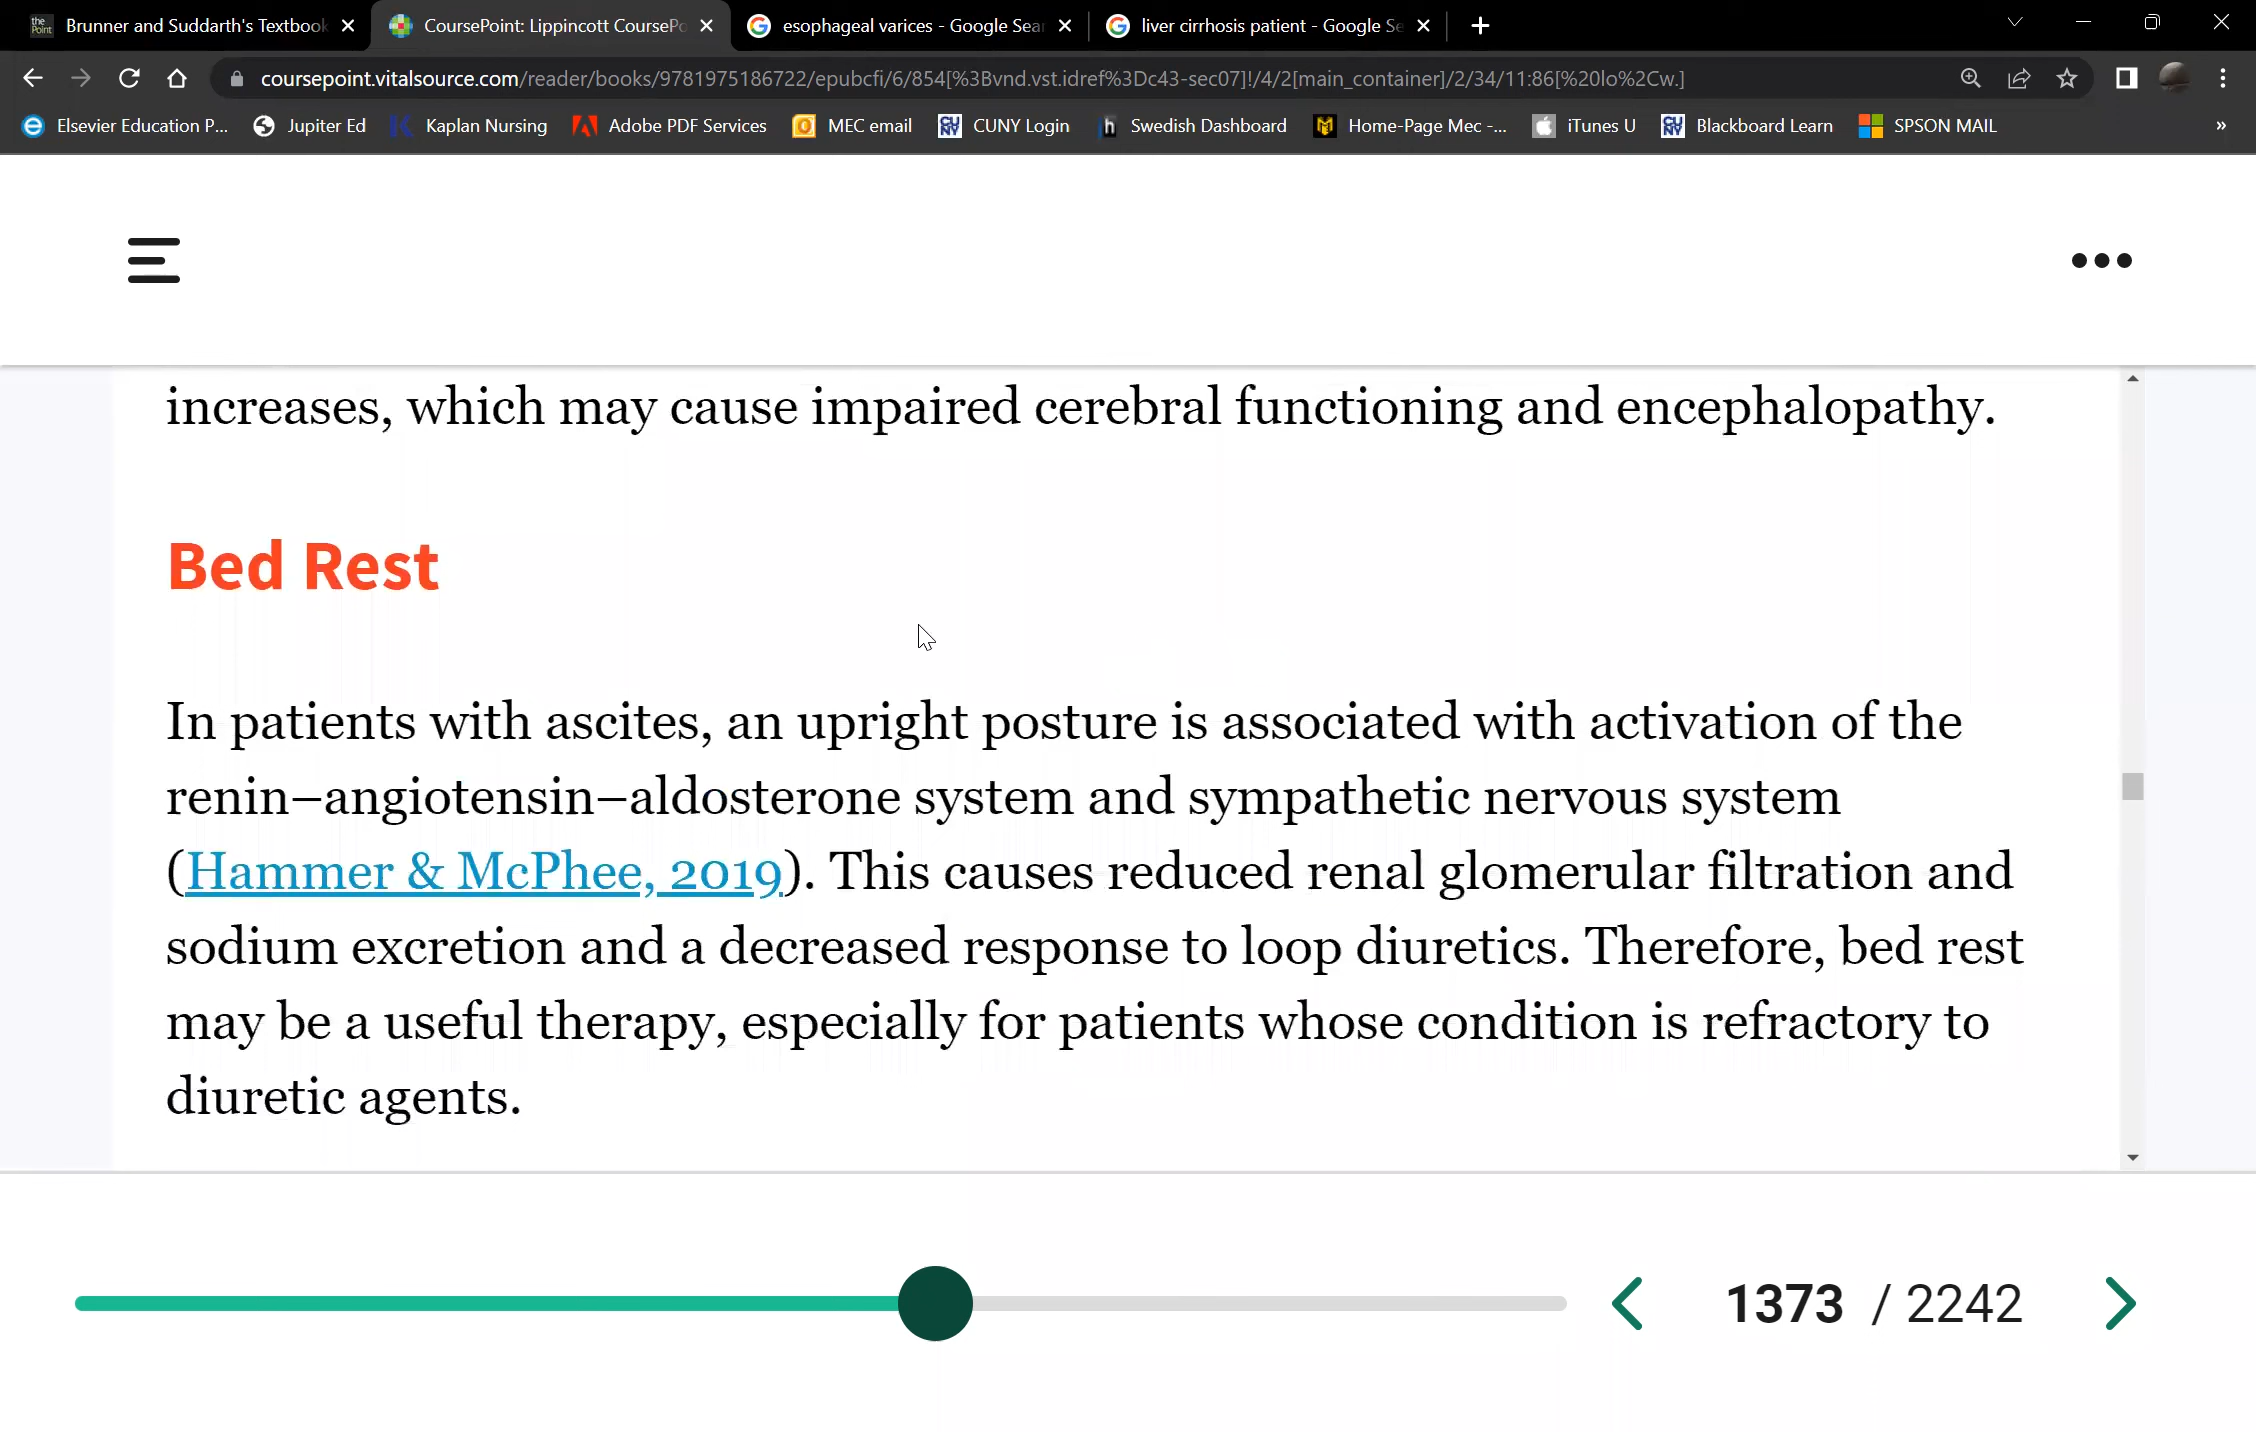 the Point
Brunner and Suddarth's Textbook
CoursePoint: Lippincott CoursePo
esophageal varices - Google Sear
liver cirrhosis patient - Google Se
coursepoint.vitalsource.com/reader/books/9781975186722/epubcfi/6/854[%3Bvnd.vst.idref%3Dc43-sec07]!/4/2[main_container]/2/34/11:86[%20lo%2Cw.]
Elsevier Education P... Jupiter Ed Kaplan Nursing Adobe PDF Services MEC email CUNY Login Swedish Dashboard Home-Page Mec -... iTunes U Blackboard Learn SPSON MAIL »
increases, which may cause impaired cerebral functioning and encephalopathy.
Bed Rest
In patients with ascites, an upright posture is associated with activation of the
renin–angiotensin–aldosterone system and sympathetic nervous system
(Hammer & McPhee, 2019). This causes reduced renal glomerular filtration and
sodium excretion and a decreased response to loop diuretics. Therefore, bed rest
may be a useful therapy, especially for patients whose condition is refractory to
diuretic agents.
1373 / 2242